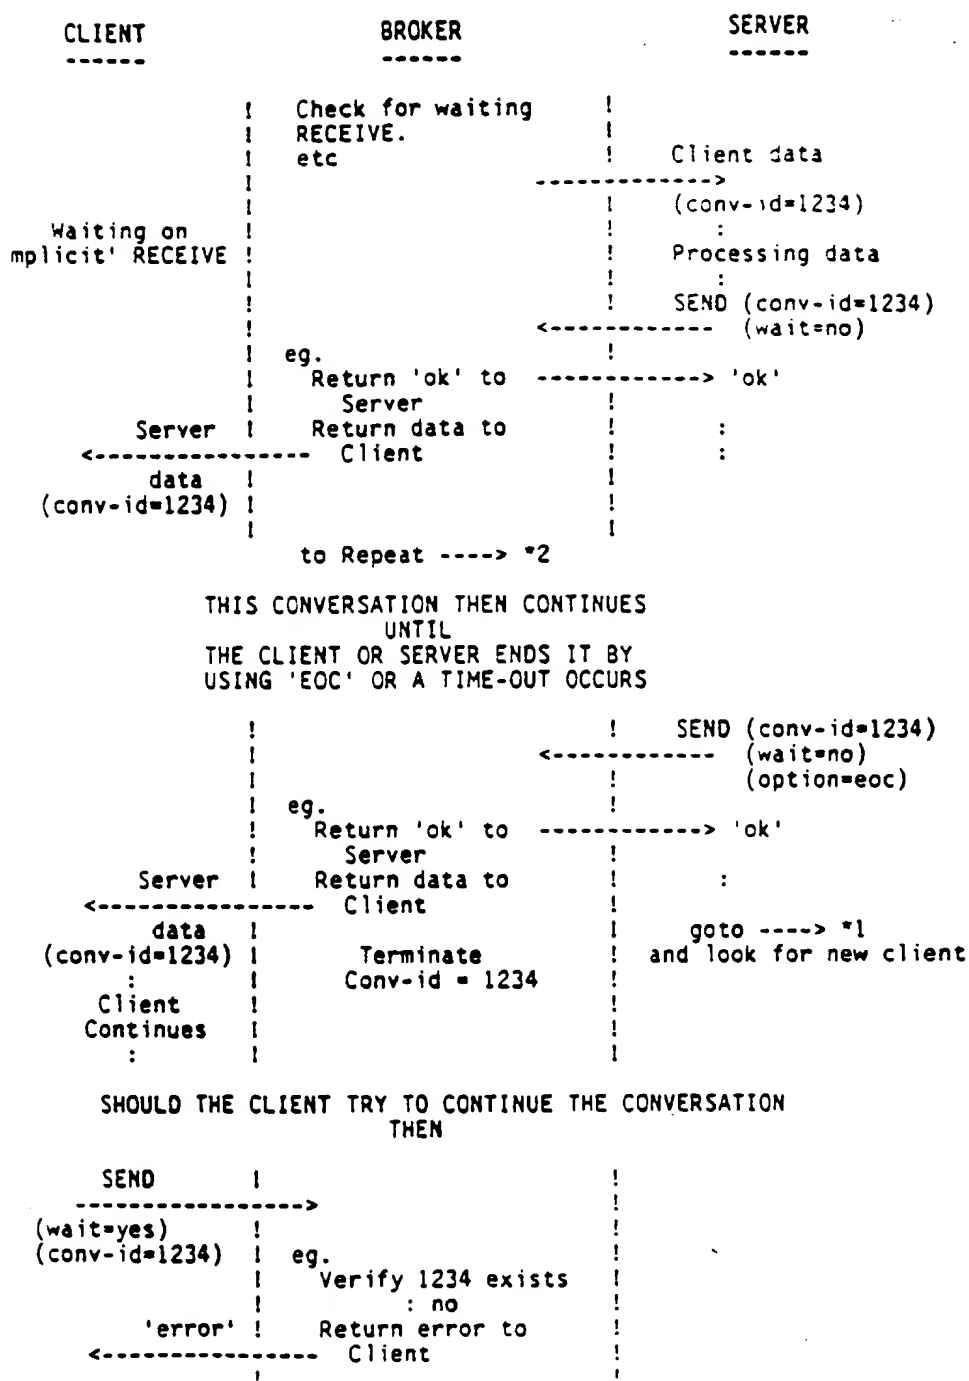 CLIENT BROKER SERVER
------ ------ ------
! Check for waiting !
! RECEIVE. !
! etc ! Client data
! ------------->
! ! (conv-id=1234)
Waiting on ! ! :
mplicit' RECEIVE ! ! Processing data
! ! :
! ! SEND (conv-id=1234)
! <------------ (wait=no)
! eg. !
! Return 'ok' to ------------> 'ok'
! Server !
Server ! Return data to ! :
<---------------- Client ! :
data ! !
(conv-id=1234) ! !
! !
to Repeat ----> *2
THIS CONVERSATION THEN CONTINUES
UNTIL
THE CLIENT OR SERVER ENDS IT BY
USING 'EOC' OR A TIME-OUT OCCURS
! ! SEND (conv-id=1234)
! <------------ (wait=no)
! ! (option=eoc)
! eg. !
! Return 'ok' to ------------> 'ok'
! Server !
Server ! Return data to ! :
<---------------- Client !
data ! ! goto ----> *1
(conv-id=1234) ! Terminate ! and look for new client
: ! Conv-id = 1234 !
Client ! !
Continues ! !
: ! !
SHOULD THE CLIENT TRY TO CONTINUE THE CONVERSATION
THEN
SEND ! !
-----------------> !
(wait=yes) ! !
(conv-id=1234) ! eg. !
! Verify 1234 exists !
! : no !
'error' ! Return error to !
<---------------- Client !
! !